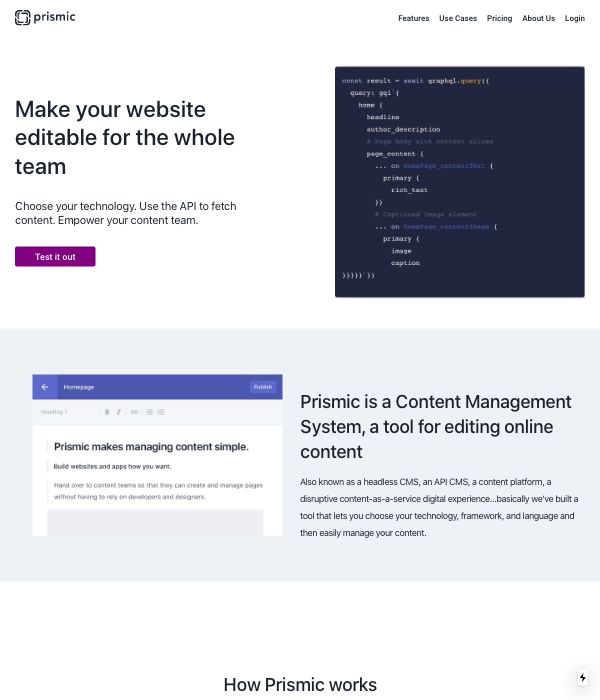 prismic
Features Use Cases Pricing About Us Login
Make your website
editable for the whole
team
Choose your technology. Use the API to fetch
content. Empower your content team.
Test it out
const result = await graphql.query({
query: gql`{
home {
headline
author_description
# Page body with content slices
page_content {
... on HomePage_contentText {
primary {
rich_text
}}
# Captioned image element
... on HomePage_contentImage {
primary {
image
caption
}}}}}`})
Homepage
Publish
Heading 1 B I
Prismic makes managing content simple.
Build websites and apps how you want.
Hand over to content teams so that they can create and manage pages
without having to rely on developers and designers.
Prismic is a Content Management
System, a tool for editing online
content
Also known as a headless CMS, an API CMS, a content platform, a
disruptive content-as-a-service digital experience...basically we've built a
tool that lets you choose your technology, framework, and language and
then easily manage your content.
How Prismic works